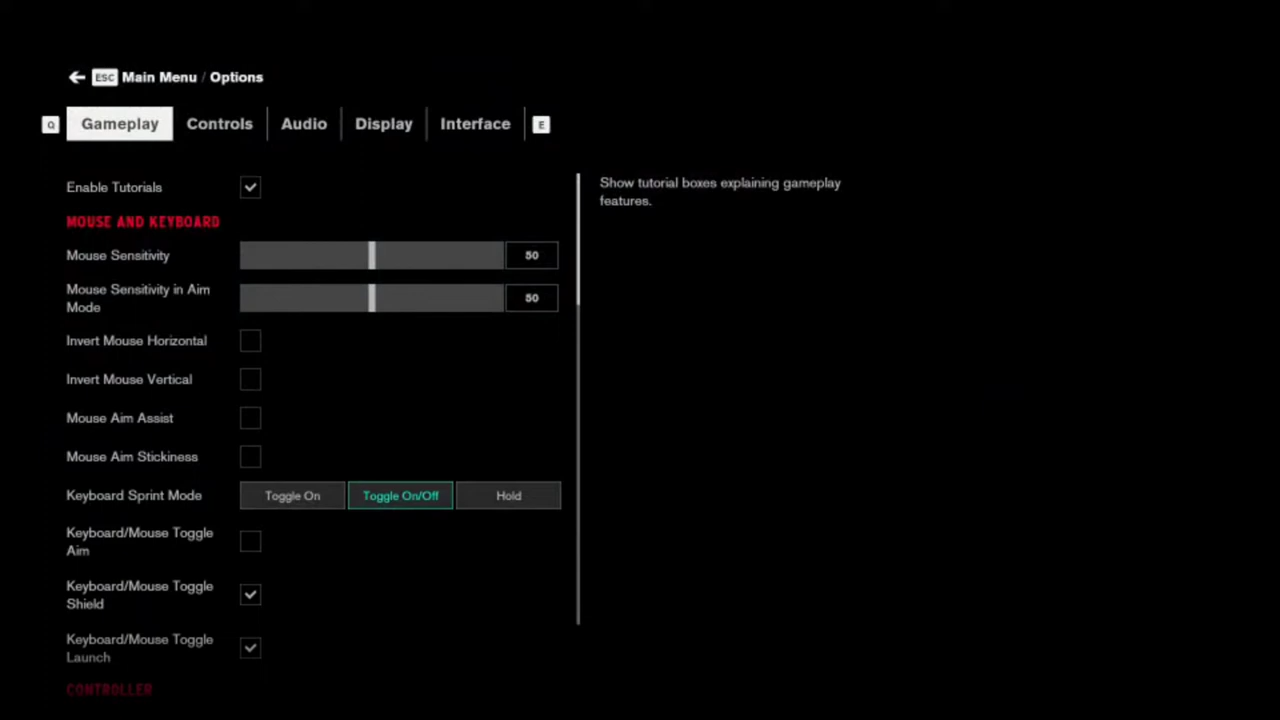 ESC Main Menu / Options
Q Gameplay Controls Audio Display Interface E
Enable Tutorials
Show tutorial boxes explaining gameplay
features.
MOUSE AND KEYBOARD
Mouse Sensitivity 50
Mouse Sensitivity in Aim
Mode
50
Invert Mouse Horizontal
Invert Mouse Vertical
Mouse Aim Assist
Mouse Aim Stickiness
Keyboard Sprint Mode Toggle On Toggle On/Off Hold
Keyboard/Mouse Toggle
Aim
Keyboard/Mouse Toggle
Shield
Keyboard/Mouse Toggle
Launch
CONTROLLER